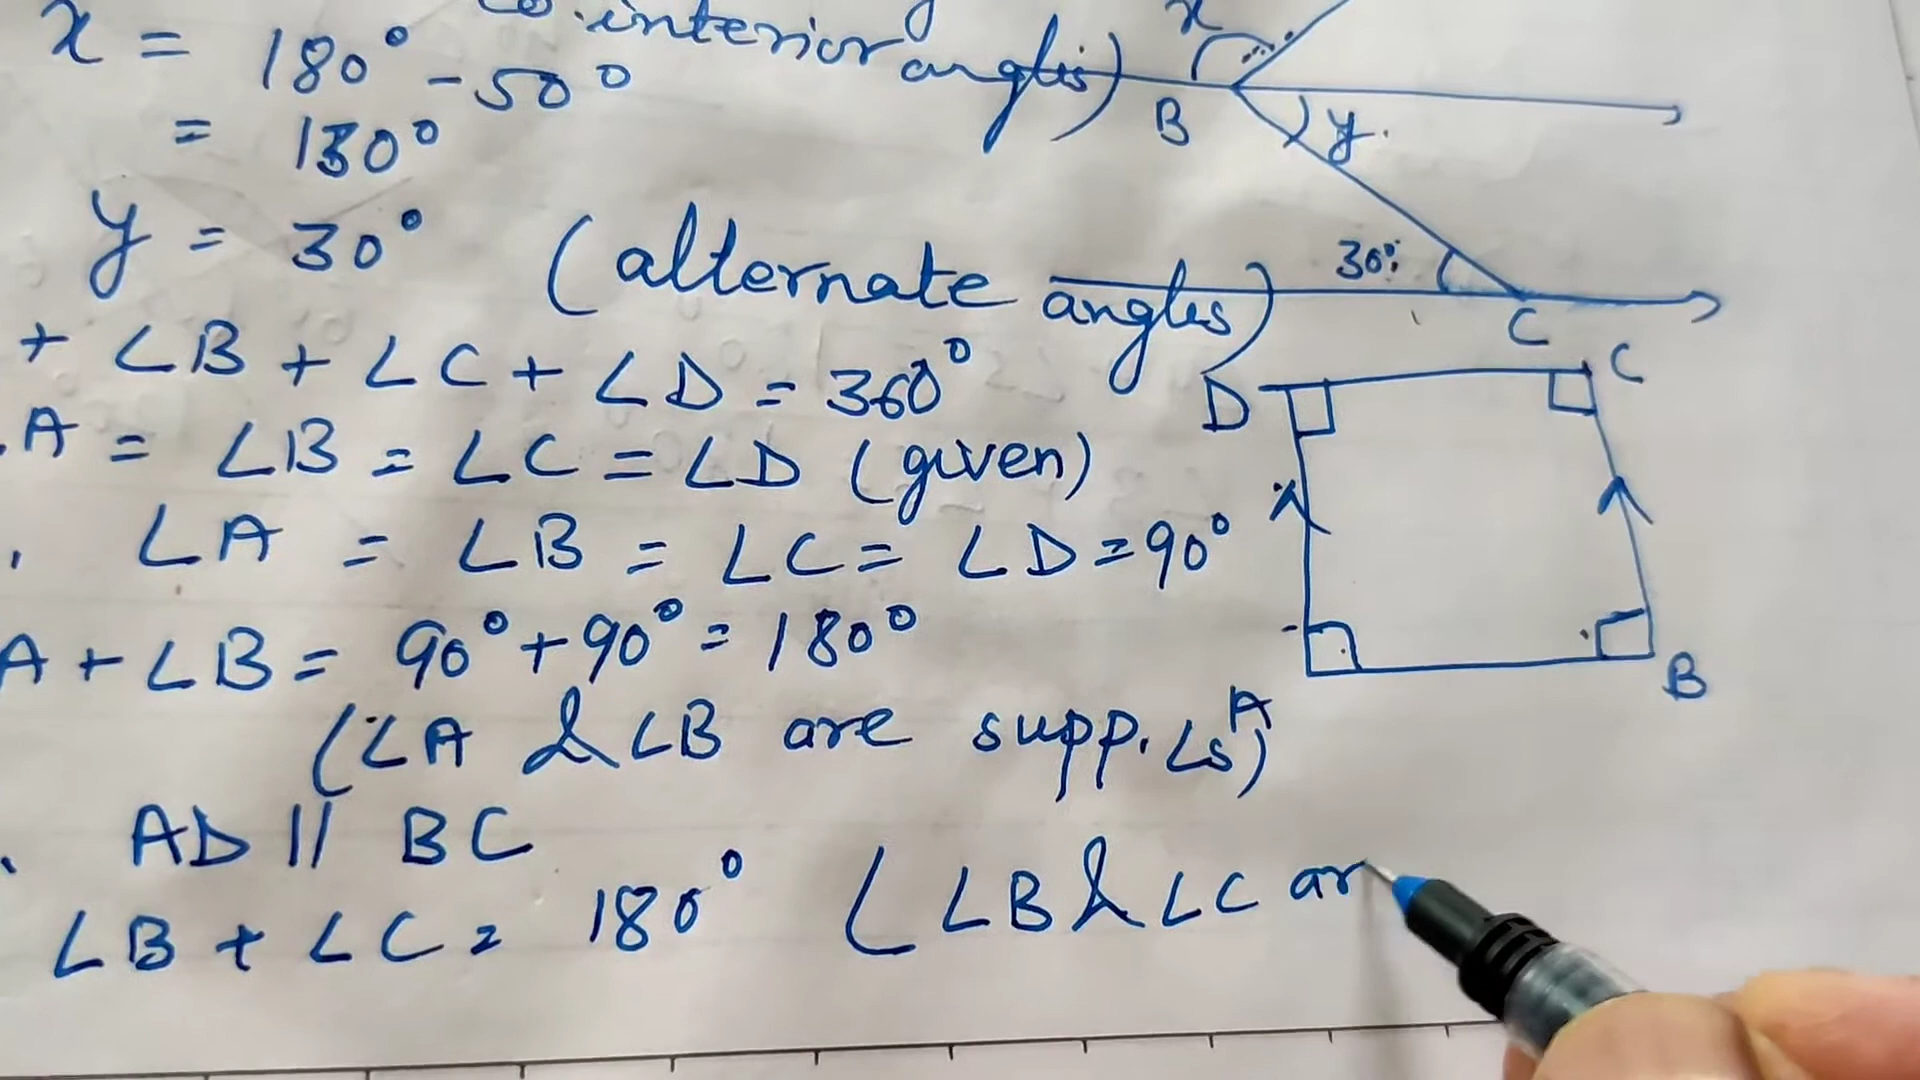 x = 180° - 50°
co.interior angles)
= 130°
y = 30° (alternate angles)
+ ∠B + ∠C + ∠D = 360°
A = ∠B = ∠C = ∠D (given)
∠A = ∠B = ∠C = ∠D = 90°
A + ∠B = 90° + 90° = 180°
(∠A & ∠B are supp. ∠s)
AD // BC
∠B + ∠C = 180° (∠B & ∠C ar
x
B
y
30°
C
D
C
A
B